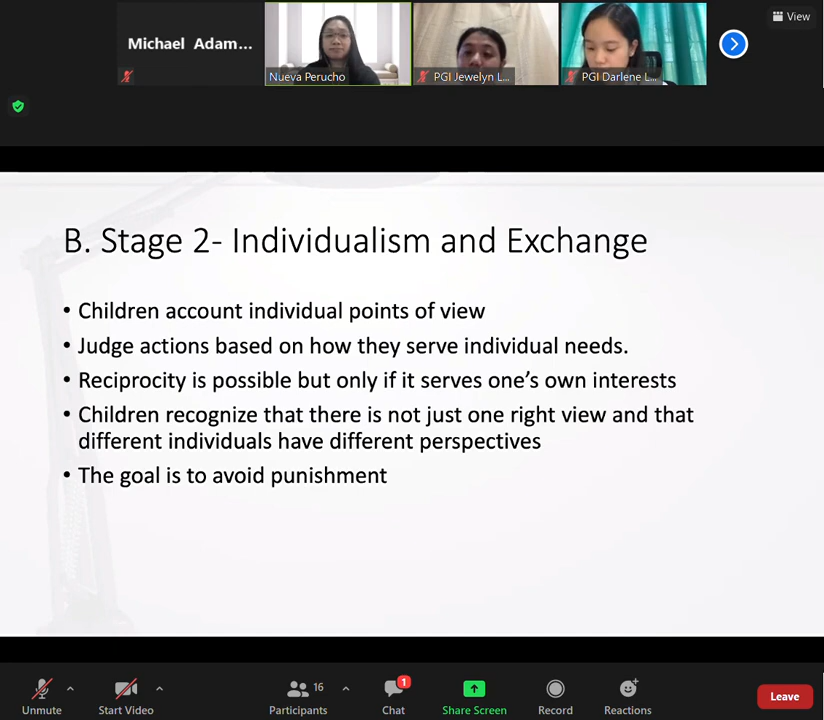 Michael Adam...
View
Nueva Perucho
PGI Jewelyn L...
PGI Darlene L...
B. Stage 2- Individualism and Exchange
• Children account individual points of view
• Judge actions based on how they serve individual needs.
• Reciprocity is possible but only if it serves one’s own interests
• Children recognize that there is not just one right view and that
different individuals have different perspectives
• The goal is to avoid punishment
16
1
Unmute
Start Video
Participants
Chat
Share Screen
Record
Reactions
Leave